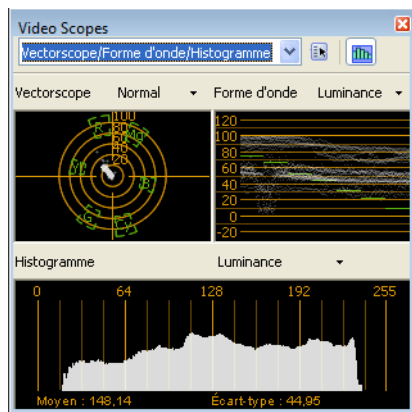 Video Scopes
Vectorscope/Forme d'onde/Histogramme
Vectorscope Normal Forme d'onde Luminance
100
80
60
40
20
R
Mg
B
Cy
G
Yl
120
100
80
60
40
20
0
-20
Histogramme Luminance
0 64 128 192 255
Moyen : 148,14 Écart-type : 44,95